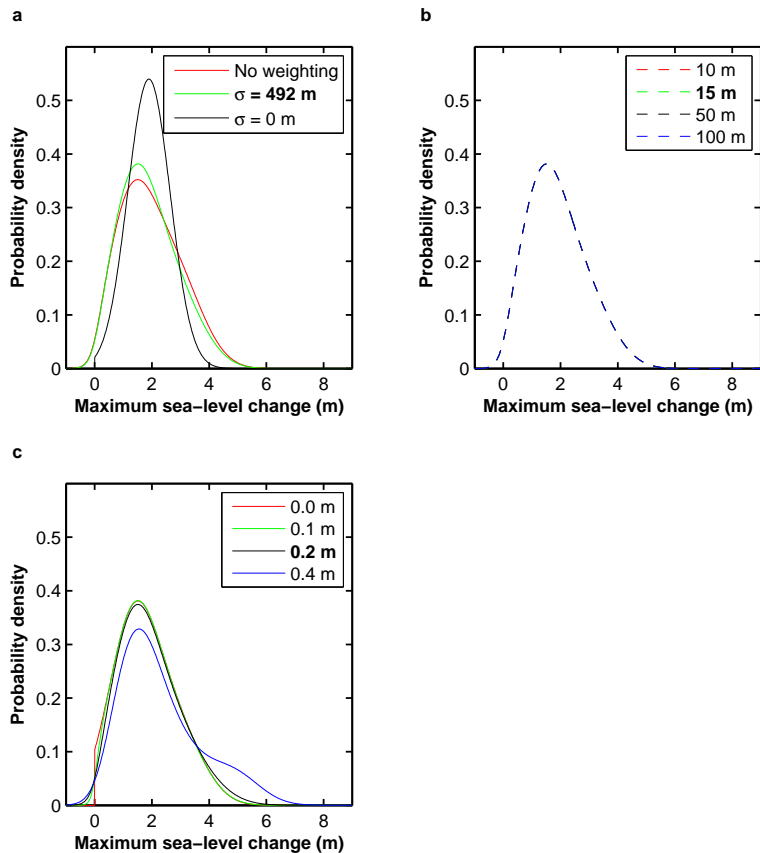 a
0
0.1
0.2
0.3
0.4
0.5
Probability density
0 2 4 6 8
Maximum sea−level change (m)
No weighting
σ = 492 m
σ = 0 m
b
0
0.1
0.2
0.3
0.4
0.5
Probability density
0 2 4 6 8
Maximum sea−level change (m)
10 m
15 m
50 m
100 m
c
0
0.1
0.2
0.3
0.4
0.5
Probability density
0 2 4 6 8
Maximum sea−level change (m)
0.0 m
0.1 m
0.2 m
0.4 m